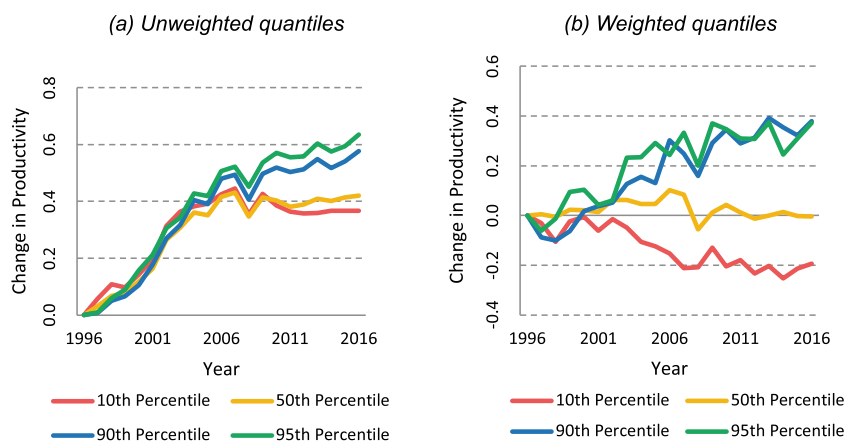 (a) Unweighted quantiles
Change in Productivity
0.8
0.6
0.4
0.2
0.0
1996 2001 2006 2011 2016
Year
10th Percentile 50th Percentile
90th Percentile 95th Percentile
(b) Weighted quantiles
Change in Productivity
0.6
0.4
0.2
0.0
-0.2
-0.4
1996 2001 2006 2011 2016
Year
10th Percentile 50th Percentile
90th Percentile 95th Percentile